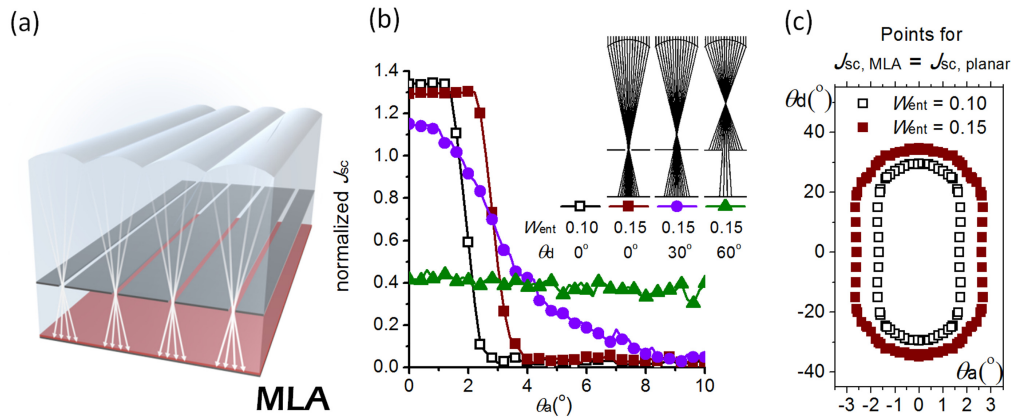 (a)
MLA
(b)
normalized Jsc
1.4
1.2
1.0
0.8
0.6
0.4
0.2
0.0
0 2 4 6 8 10
θa(°)
Went 0.10 0.15 0.15 0.15
θd 0° 0° 30° 60°
(c)
Points for
Jsc, MLA = Jsc, planar
θd(°)
Went = 0.10
Went = 0.15
40
20
0
-20
-40
θa(°)
-3 -2 -1 0 1 2 3